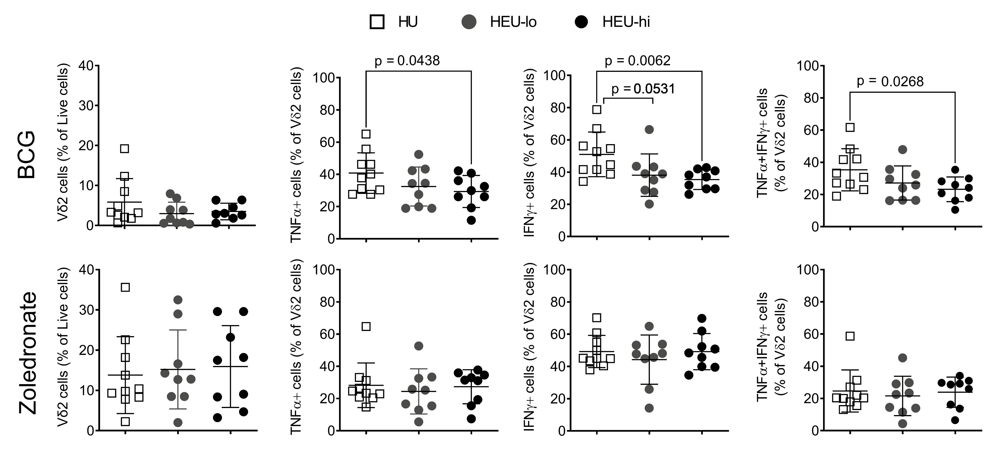 HU HEU-lo HEU-hi
BCG
Vδ2 cells (% of Live cells)
40
30
20
10
0
TNFα+ cells (% of Vδ2 cells)
p = 0.0438
100
80
60
40
20
0
IFNγ+ cells (% of Vδ2 cells)
p = 0.0062
p = 0.0531
100
80
60
40
20
0
TNFα+IFNγ+ cells
(% of Vδ2 cells)
p = 0.0268
100
80
60
40
20
0
Zoledronate
Vδ2 cells (% of Live cells)
40
30
20
10
0
TNFα+ cells (% of Vδ2 cells)
100
80
60
40
20
0
IFNγ+ cells (% of Vδ2 cells)
100
80
60
40
20
0
TNFα+IFNγ+ cells
(% of Vδ2 cells)
100
80
60
40
20
0